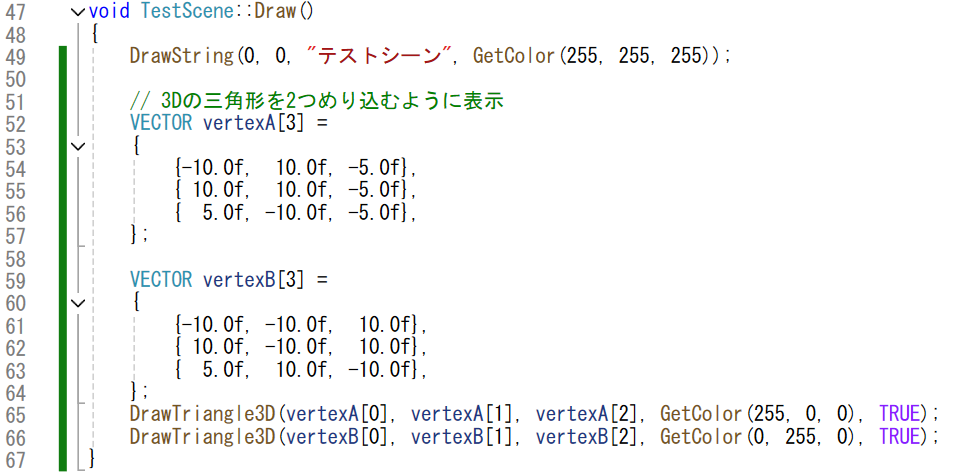 47 void TestScene::Draw()
48 {
49 DrawString(0, 0, "テストシーン", GetColor(255, 255, 255));
50
51 // 3Dの三角形を2つめり込むように表示
52 VECTOR vertexA[3] =
53 {
54 {-10.0f, 10.0f, -5.0f},
55 { 10.0f, 10.0f, -5.0f},
56 { 5.0f, -10.0f, -5.0f},
57 };
58
59 VECTOR vertexB[3] =
60 {
61 {-10.0f, -10.0f, 10.0f},
62 { 10.0f, -10.0f, 10.0f},
63 { 5.0f, 10.0f, -10.0f},
64 };
65 DrawTriangle3D(vertexA[0], vertexA[1], vertexA[2], GetColor(255, 0, 0), TRUE);
66 DrawTriangle3D(vertexB[0], vertexB[1], vertexB[2], GetColor(0, 255, 0), TRUE);
67 }